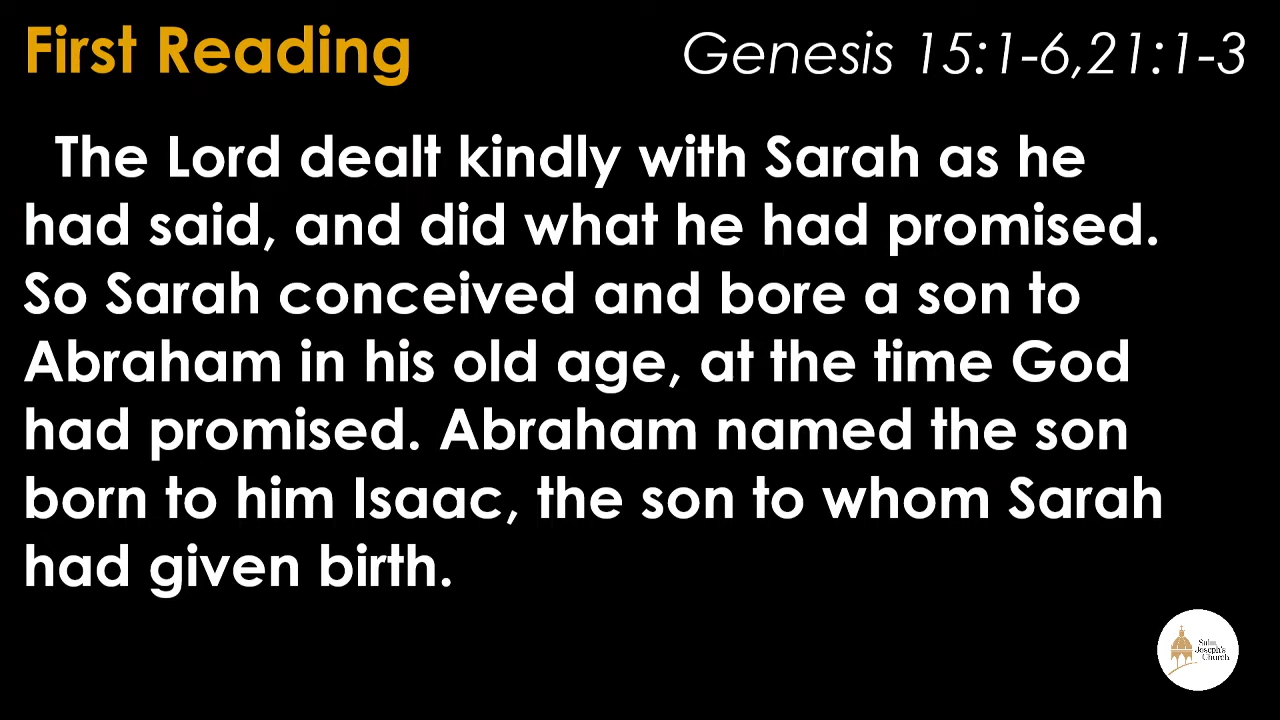 First Reading
Genesis 15:1-6,21:1-3
The Lord dealt kindly with Sarah as he
had said, and did what he had promised.
So Sarah conceived and bore a son to
Abraham in his old age, at the time God
had promised. Abraham named the son
born to him Isaac, the son to whom Sarah
had given birth.
Joseph's
Church